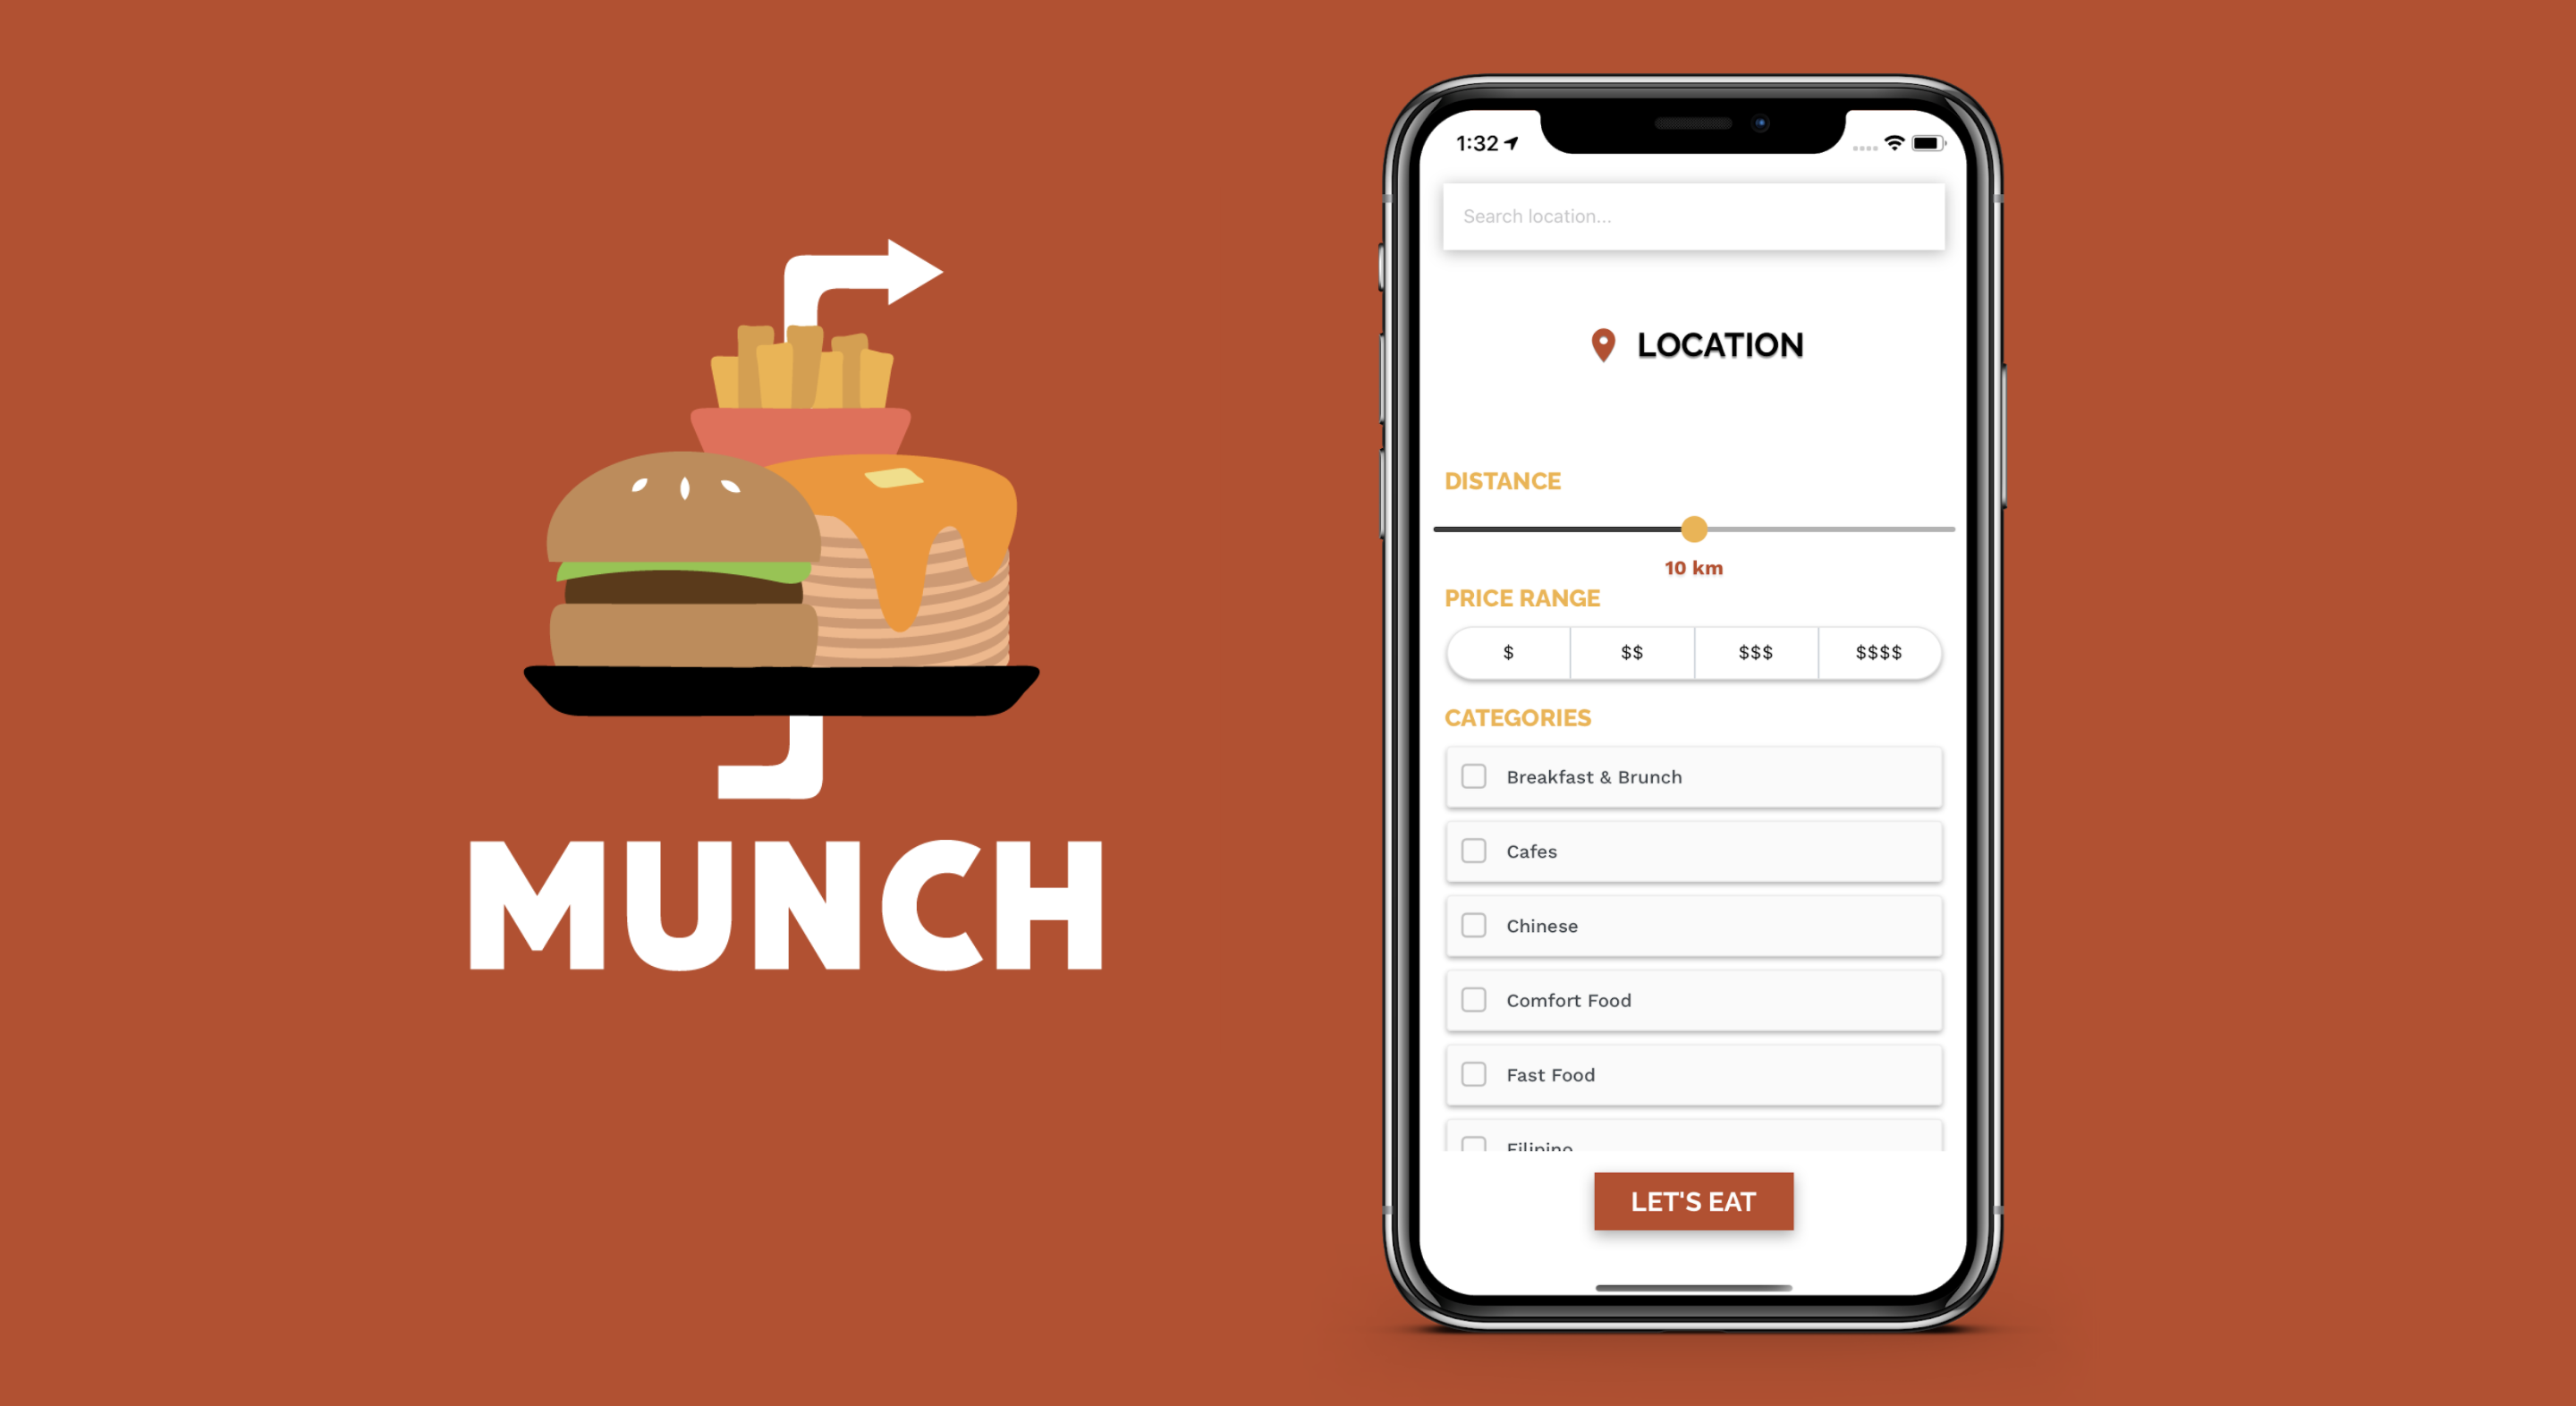 MUNCH
1:32
Search location...
LOCATION
DISTANCE
10 km
PRICE RANGE
$ $$ $$$ $$$$
CATEGORIES
Breakfast & Brunch
Cafes
Chinese
Comfort Food
Fast Food
Filipino
LET'S EAT